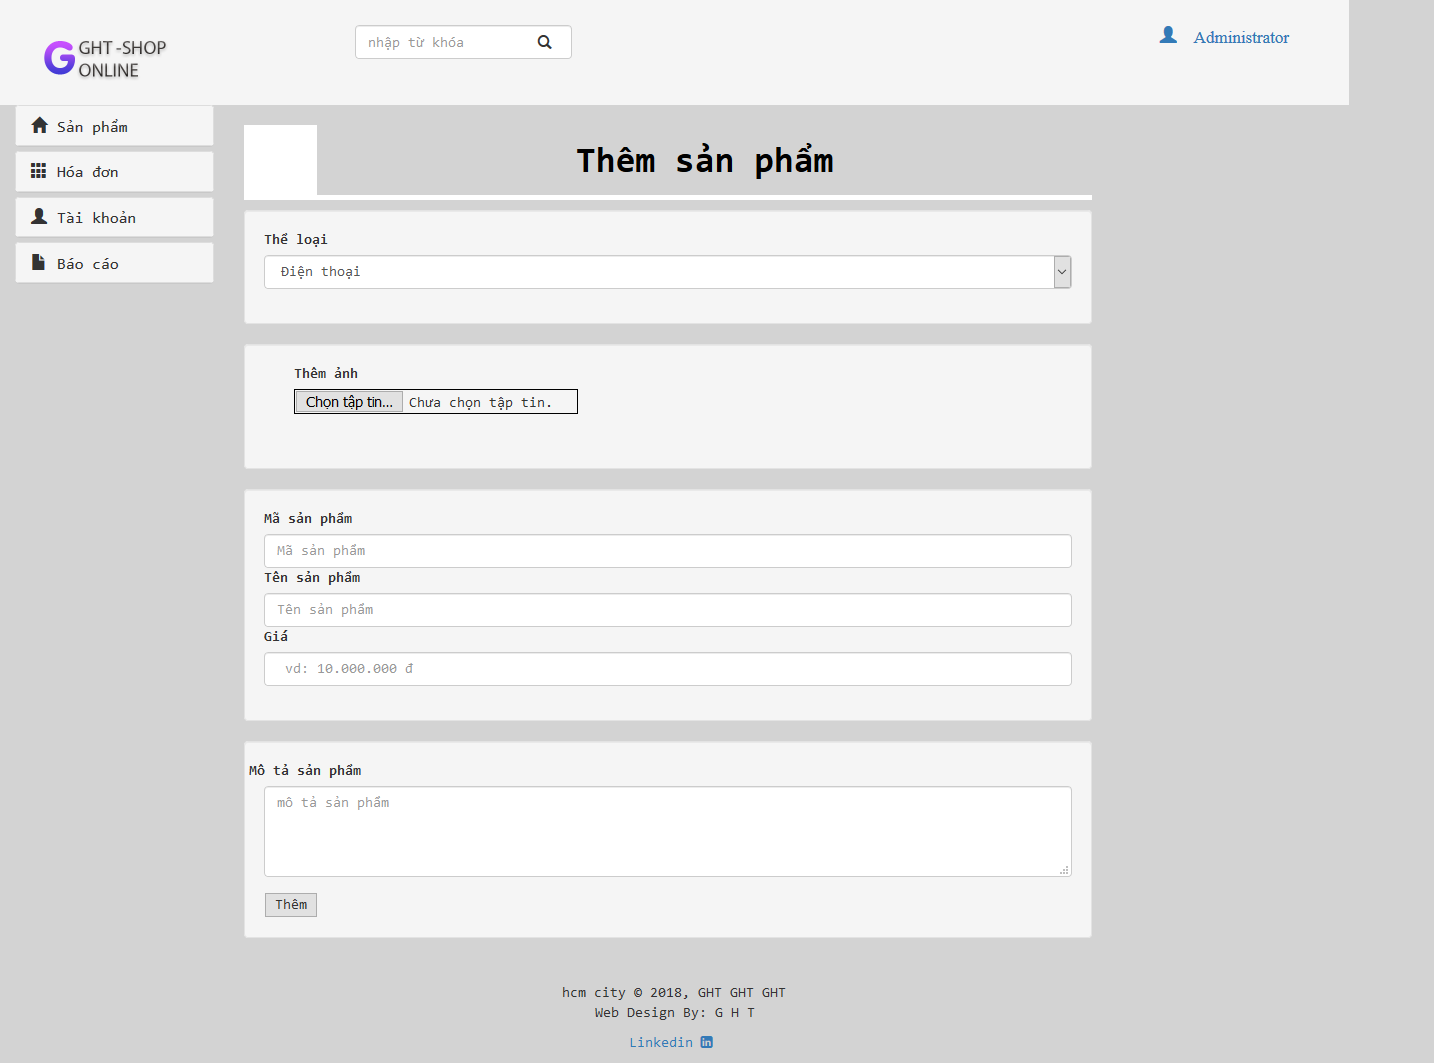 GHT -SHOP
ONLINE
nhập từ khóa
Administrator
Sản phẩm
Hóa đơn
Tài khoản
Báo cáo
Thêm sản phẩm
Thể loại
Điện thoại
Thêm ảnh
Chọn tập tin... Chưa chọn tập tin.
Mã sản phẩm
Mã sản phẩm
Tên sản phẩm
Tên sản phẩm
Giá
vd: 10.000.000 đ
Mô tả sản phẩm
mô tả sản phẩm
Thêm
hcm city © 2018, GHT GHT GHT
Web Design By: G H T
Linkedin